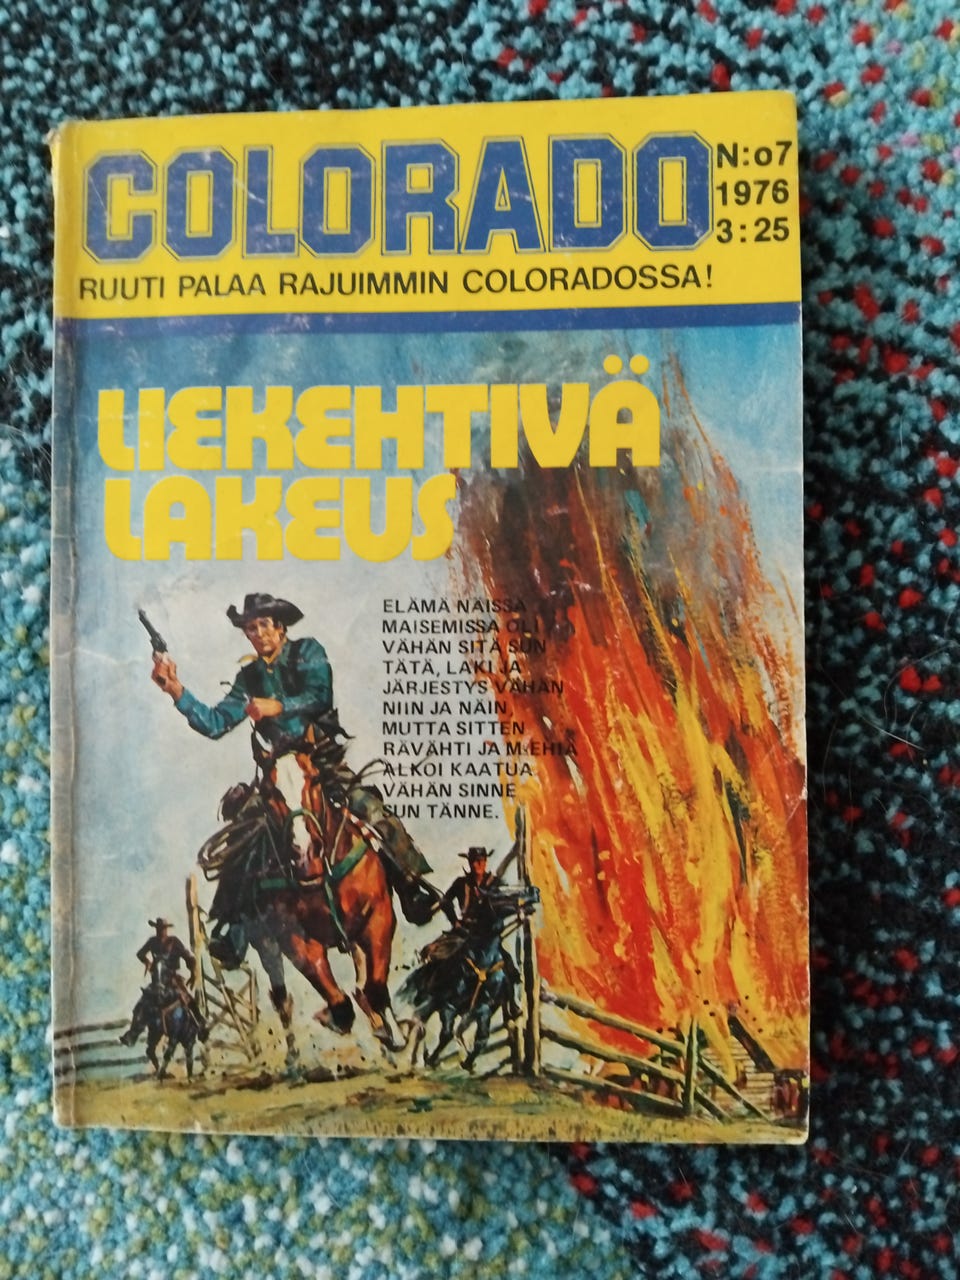 COLORADO
N:o7
1976
3:25
RUUTI PALAA RAJUIMMIN COLORADOSSA!
LIEKEHTIVÄ
LAKEUS
ELÄMÄ NÄISSÄ
MAISEMISSA OLI
VÄHÄN SITÄ SUN
TÄTÄ, LAKI JA
JÄRJESTYS VÄHÄN
NIIN JA NÄIN,
MUTTA SITTEN
RÄVÄHTI JA MIEHIÄ
ALKOI KAATUA
VÄHÄN SINNE
SUN TÄNNE.